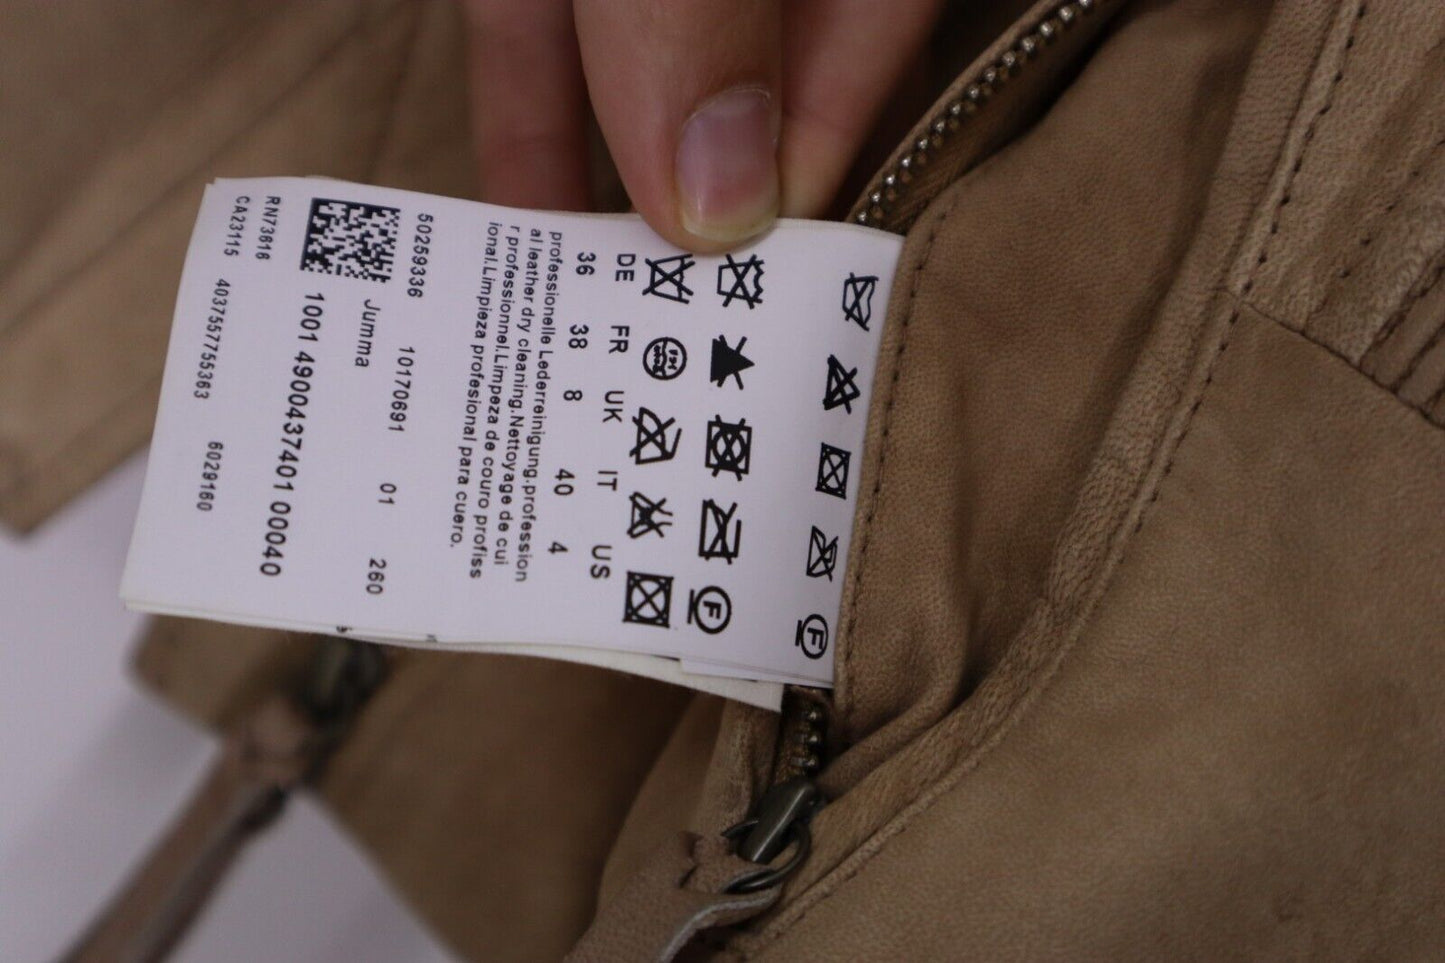 DE FR UK IT US
36 38 8 40 4
professionelle Lederreinigung.profession
al leather dry cleaning.Nettoyage de cui
r professionnel.Limpeza de couro profiss
ional.Limpieza profesional para cuero.
50259336 10170691 01 260
Jumma
1001 4900437401 00040
RN73616
CA23115 4037557755363 6029160
F
F